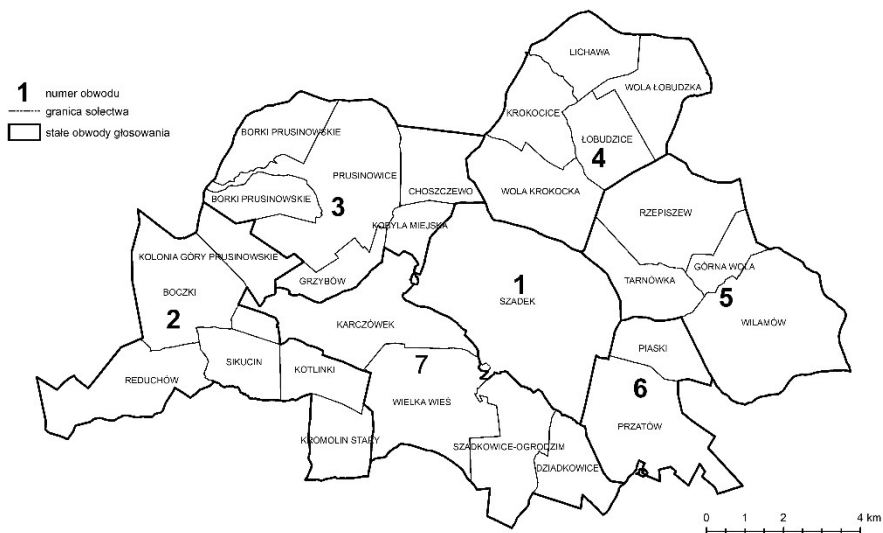 1 numer obwodu
granica sołectwa
stałe obwody głosowania
LICHAWA
WOLA ŁOBUDZKA
KROKOCICE
ŁOBUDZICE
4
BORKI PRUSINOWSKIE
PRUSINOWICE
CHOSZCZEWO
WOLA KROKOCKA
BORKI PRUSINOWSKIE
3
RZEPISZEW
KOBYLA MIEJSKA
KOLONIA GÓRY PRUSINOWSKIE
GRZYBÓW
1
SZADEK
TARNÓWKA
GÓRNA WOLA
5
BOCZKI
2
KARCZÓWEK
WILAMÓW
PIASKI
SIKUCIN
KOTLINKI
7
REDUCHÓW
WIELKA WIEŚ
6
PRZATÓW
KROMOLIN STARY
SZADKOWICE-OGRODZIM
DZIADKOWICE
0 1 2 4 km